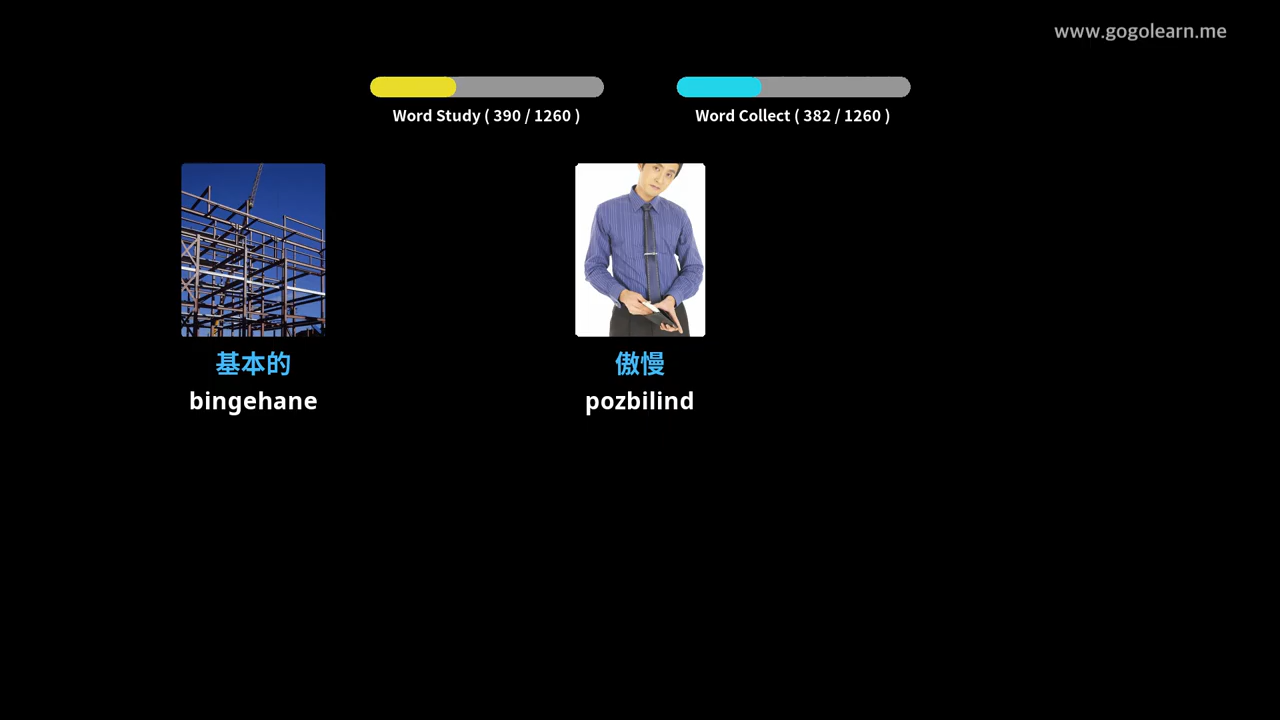 www.gogolearn.me
Word Study ( 390 / 1260 )
Word Collect ( 382 / 1260 )
基本的
bingehane
傲慢
pozbilind